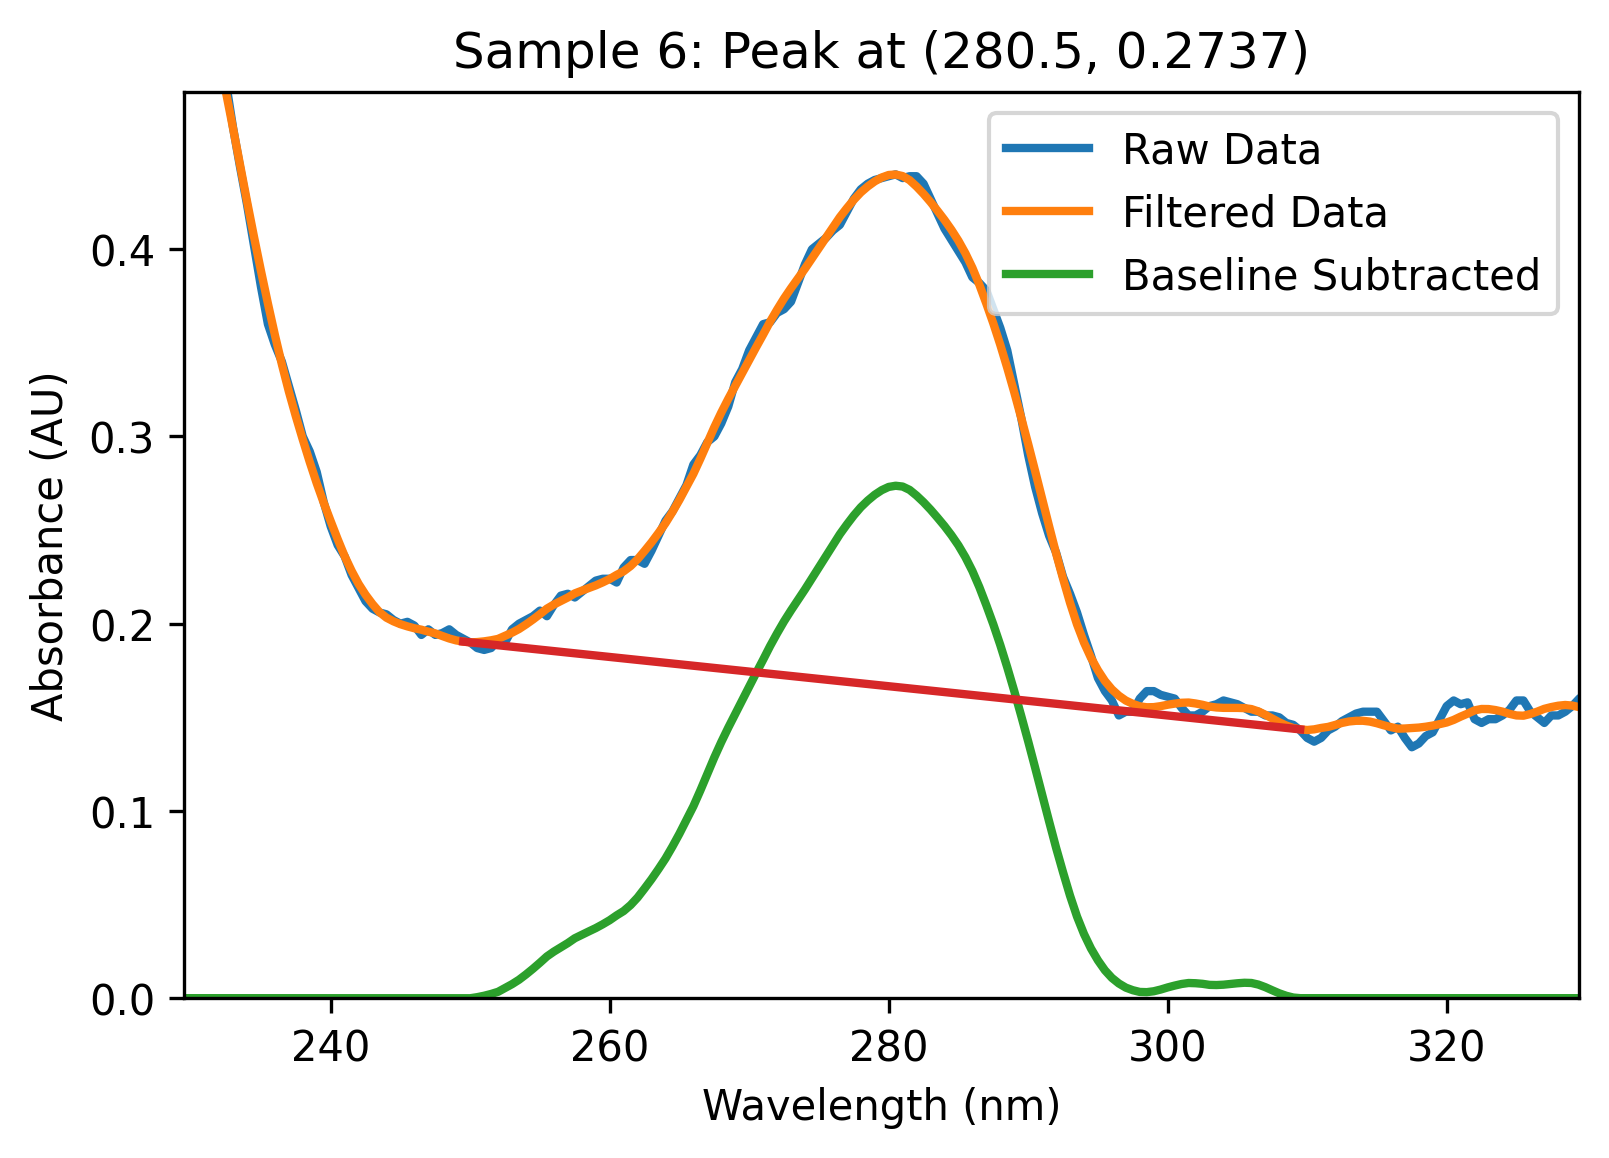 Sample 6: Peak at (280.5, 0.2737)
Raw Data
Filtered Data
Baseline Subtracted
Absorbance (AU)
0.4
0.3
0.2
0.1
0.0
240 260 280 300 320
Wavelength (nm)